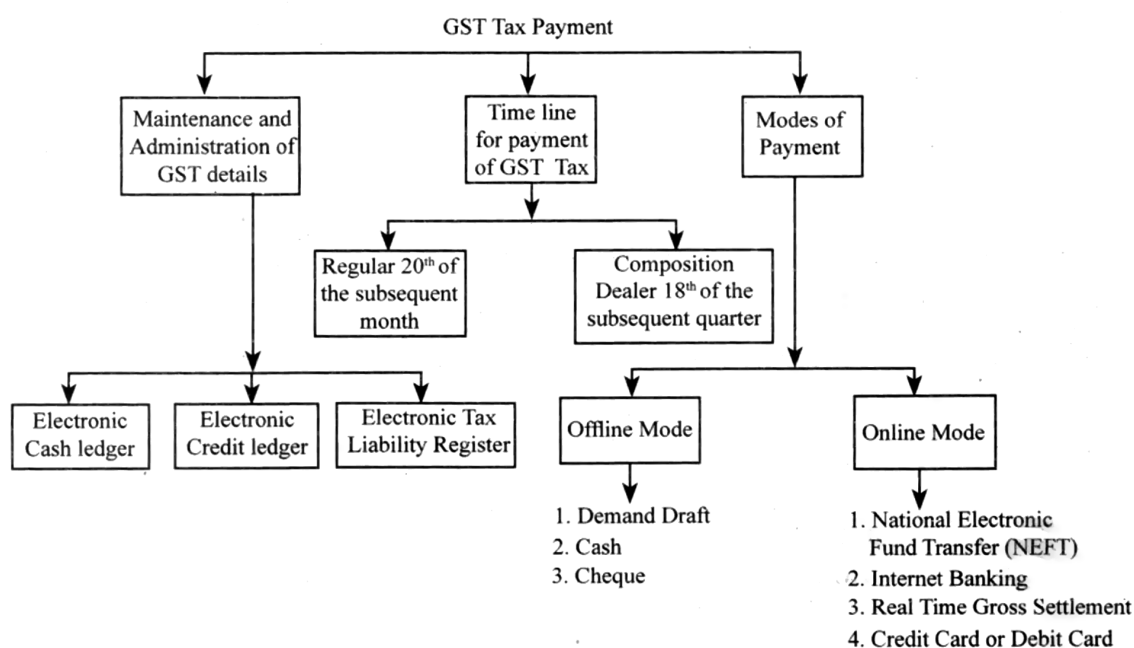 GST Tax Payment
Maintenance and
Administration of
GST details
Time line
for payment
of GST Tax
Modes of
Payment
Regular 20th of
the subsequent
month
Composition
Dealer 18th of the
subsequent quarter
Electronic
Cash ledger
Electronic
Credit ledger
Electronic Tax
Liability Register
Offline Mode
Online Mode
1. Demand Draft
2. Cash
3. Cheque
1. National Electronic
Fund Transfer (NEFT)
2. Internet Banking
3. Real Time Gross Settlement
4. Credit Card or Debit Card